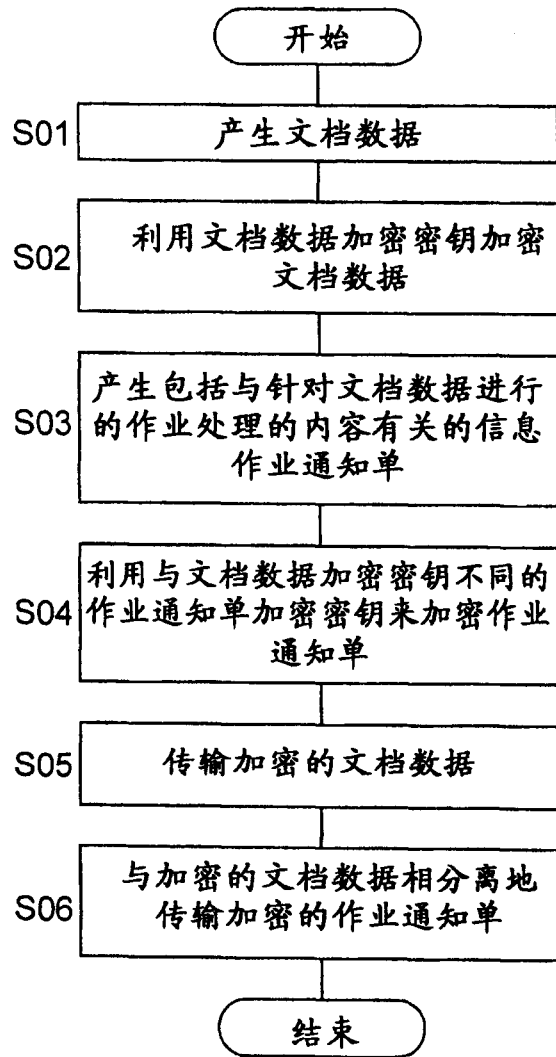 开始
S01
产生文档数据
S02
利用文档数据加密密钥加密
文档数据
S03
产生包括与针对文档数据进行
的作业处理的内容有关的信息
作业通知单
S04
利用与文档数据加密密钥不同的
作业通知单加密密钥来加密作业
通知单
S05
传输加密的文档数据
S06
与加密的文档数据相分离地
传输加密的作业通知单
结束